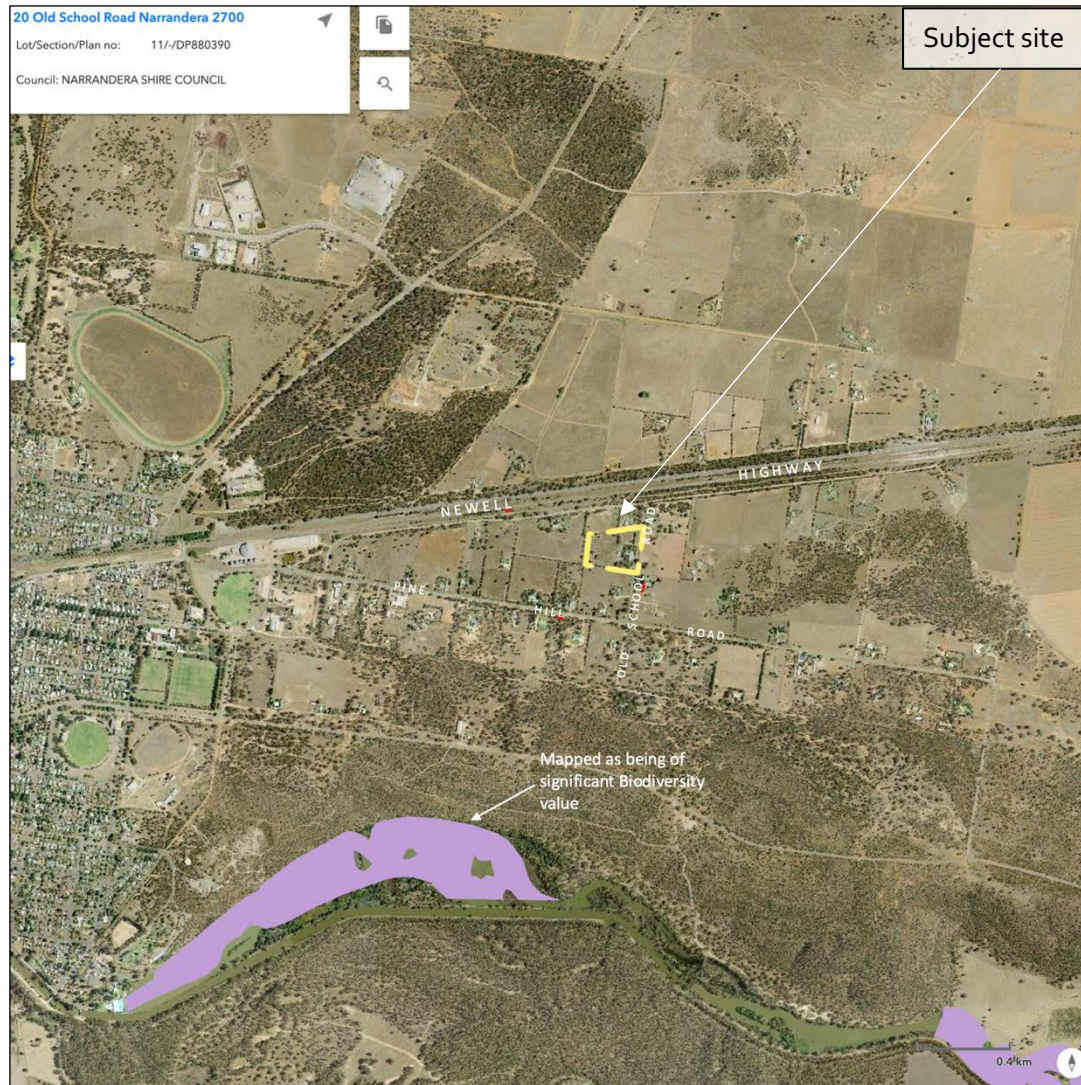 20 Old School Road Narrandera 2700
Lot/Section/Plan no: 11/-/DP880390
Council: NARRANDERA SHIRE COUNCIL
Subject site
NEWELL HIGHWAY
OLD SCHOOL ROAD
PINE HILL ROAD
Mapped as being of
significant Biodiversity
value
0.4 km